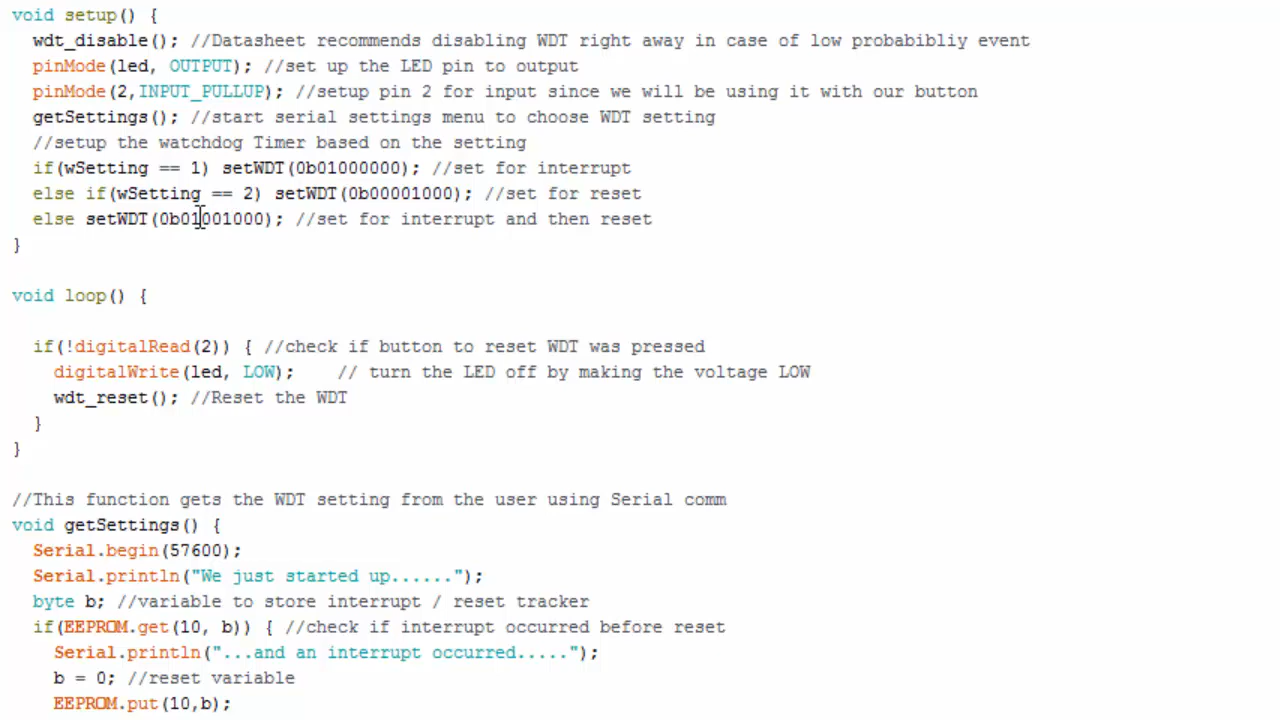 void setup() {
  wdt_disable(); //Datasheet recommends disabling WDT right away in case of low probabibliy event
  pinMode(led, OUTPUT); //set up the LED pin to output
  pinMode(2,INPUT_PULLUP); //setup pin 2 for input since we will be using it with our button
  getSettings(); //start serial settings menu to choose WDT setting
  //setup the watchdog Timer based on the setting
  if(wSetting == 1) setWDT(0b01000000); //set for interrupt
  else if(wSetting == 2) setWDT(0b00001000); //set for reset
  else setWDT(0b01001000); //set for interrupt and then reset
}
void loop() {
  if(!digitalRead(2)) { //check if button to reset WDT was pressed
    digitalWrite(led, LOW);    // turn the LED off by making the voltage LOW
    wdt_reset(); //Reset the WDT
  }
}
//This function gets the WDT setting from the user using Serial comm
void getSettings() {
  Serial.begin(57600);
  Serial.println("We just started up......");
  byte b; //variable to store interrupt / reset tracker
  if(EEPROM.get(10, b)) { //check if interrupt occurred before reset
    Serial.println("...and an interrupt occurred.....");
    b = 0; //reset variable
    EEPROM.put(10,b);